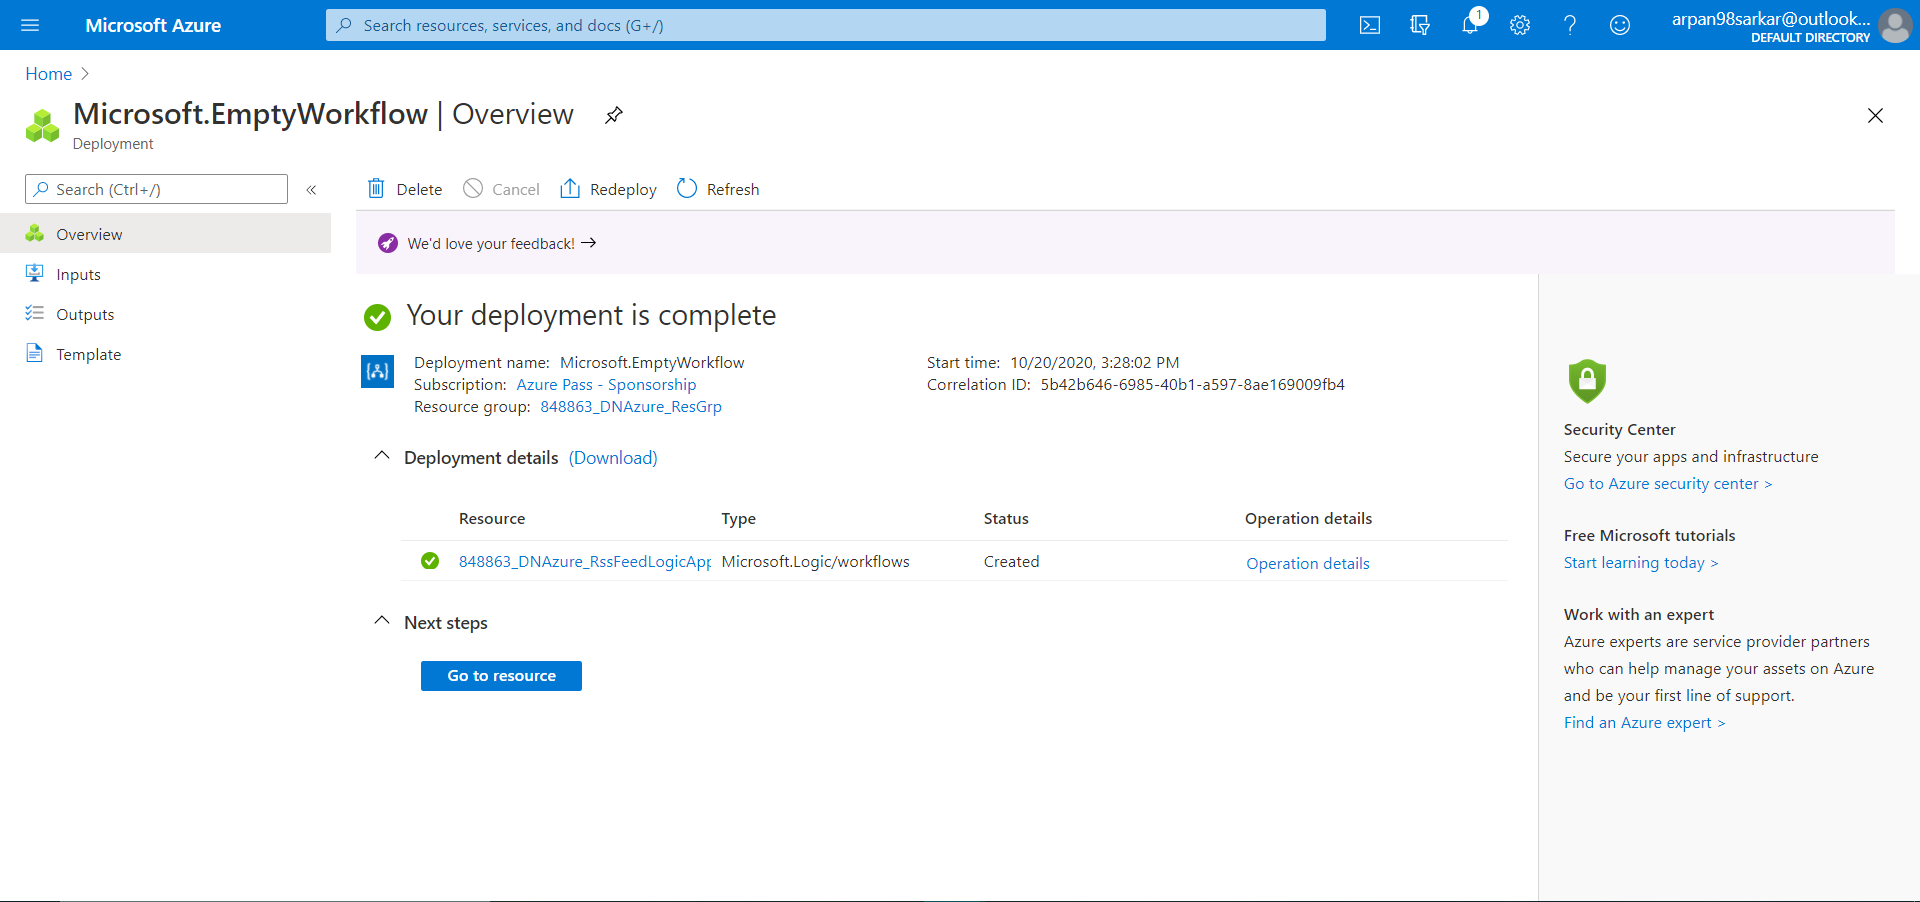 Microsoft Azure
Search resources, services, and docs (G+/)
1
arpan98sarkar@outlook...
DEFAULT DIRECTORY
Home
Microsoft.EmptyWorkflow | Overview
Deployment
Search (Ctrl+/)
Delete Cancel Redeploy Refresh
Overview
Inputs
Outputs
Template
We'd love your feedback! →
Your deployment is complete
Deployment name: Microsoft.EmptyWorkflow
Subscription: Azure Pass - Sponsorship
Resource group: 848863_DNAzure_ResGrp
Start time: 10/20/2020, 3:28:02 PM
Correlation ID: 5b42b646-6985-40b1-a597-8ae169009fb4
Deployment details (Download)
Resource Type Status Operation details
848863_DNAzure_RssFeedLogicApp Microsoft.Logic/workflows Created Operation details
Next steps
Go to resource
Security Center
Secure your apps and infrastructure
Go to Azure security center >
Free Microsoft tutorials
Start learning today >
Work with an expert
Azure experts are service provider partners
who can help manage your assets on Azure
and be your first line of support.
Find an Azure expert >